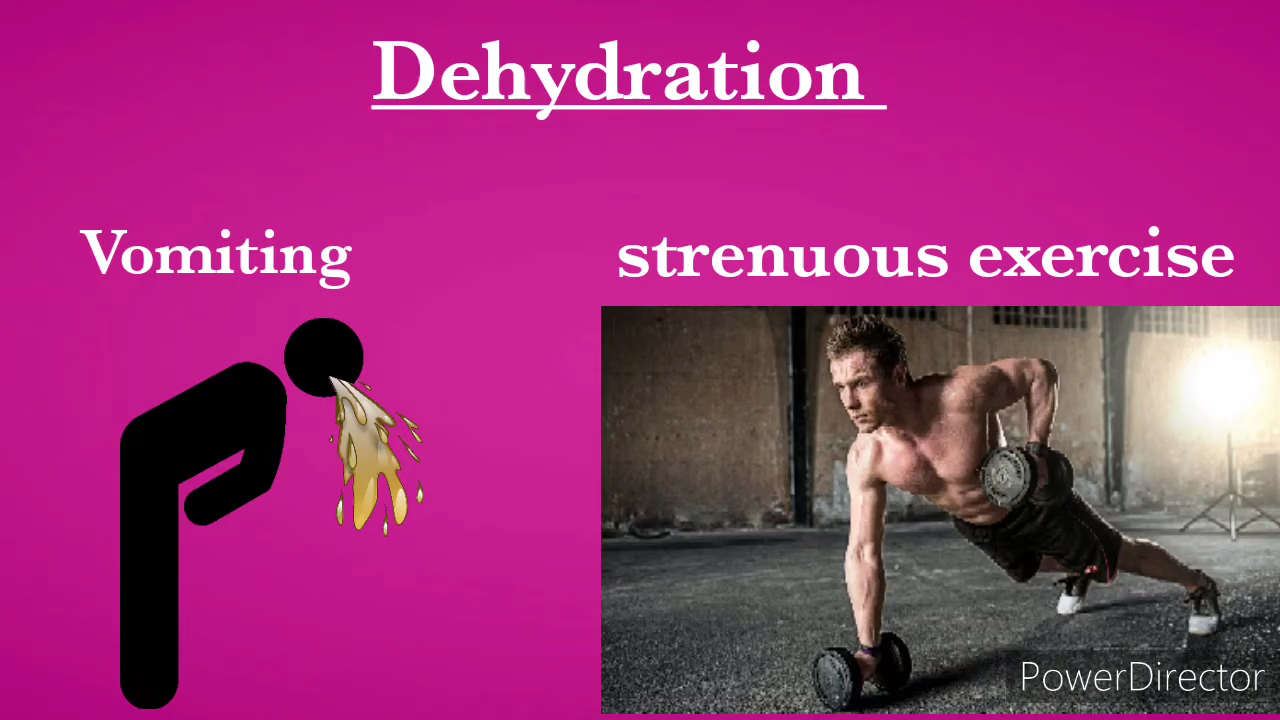 Dehydration
Vomiting
strenuous exercise
PowerDirector